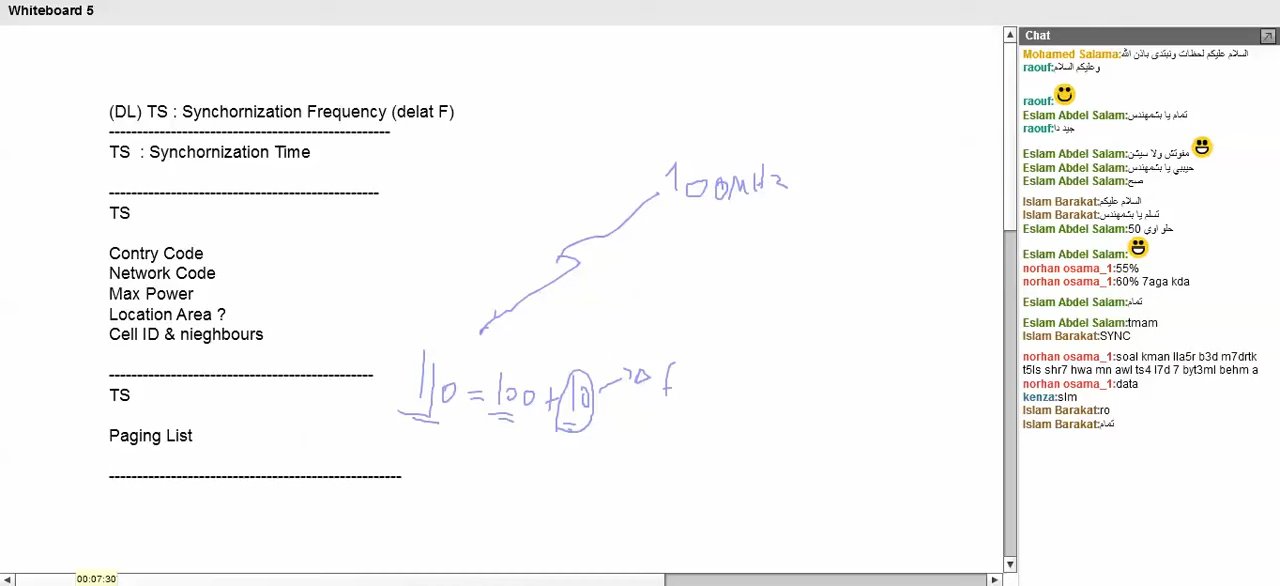 Whiteboard 5
(DL) TS : Synchornization Frequency (delat F)
--------------------------------------------------
TS  : Synchornization Time
------------------------------------------------
TS
Contry Code
Network Code
Max Power
Location Area ?
Cell ID & nieghbours
-----------------------------------------------
TS
Paging List
----------------------------------------------------
100MHz
110 = 100 + 10
f
00:07:30
Chat
Mohamed Salama:السلام عليكم لحظات ونبتدى باذن الله
raouf:وعليكم السلام
raouf:
Eslam Abdel Salam:تمام يا بشمهندس
raouf:جيد دا
Eslam Abdel Salam:مفوتش ولا سيشن
Eslam Abdel Salam:حبيبي يا بشمهندس
Eslam Abdel Salam:صح
Islam Barakat:السلام عليكم
Islam Barakat:تسلم يا بشمهندس
Eslam Abdel Salam:حلو اوي 50
Eslam Abdel Salam:
norhan osama_1:55%
norhan osama_1:60% 7aga kda
Eslam Abdel Salam:تمام
Eslam Abdel Salam:tmam
Islam Barakat:SYNC
norhan osama_1:soal kman lla5r b3d m7drtk
t5ls shr7 hwa mn awl ts4 l7d 7 byt3ml behm a
norhan osama_1:data
kenza:slm
Islam Barakat:ro
Islam Barakat:تمام